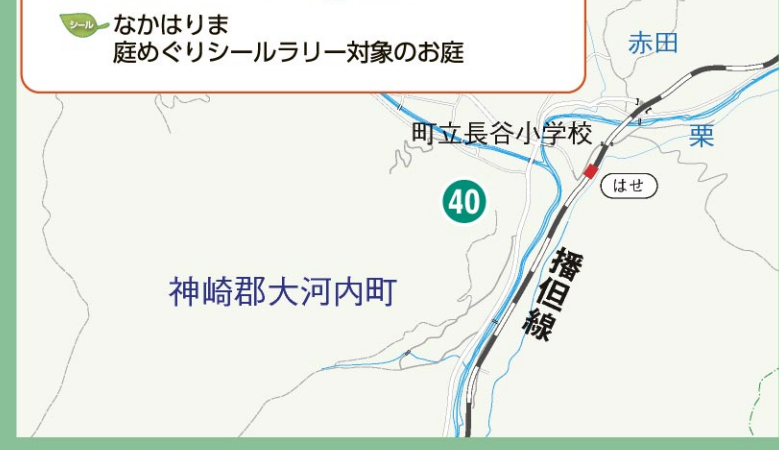 シール なかはりま
庭めぐりシールラリー対象のお庭
赤田
町立長谷小学校
栗
はせ
40
神崎郡大河内町
播但線